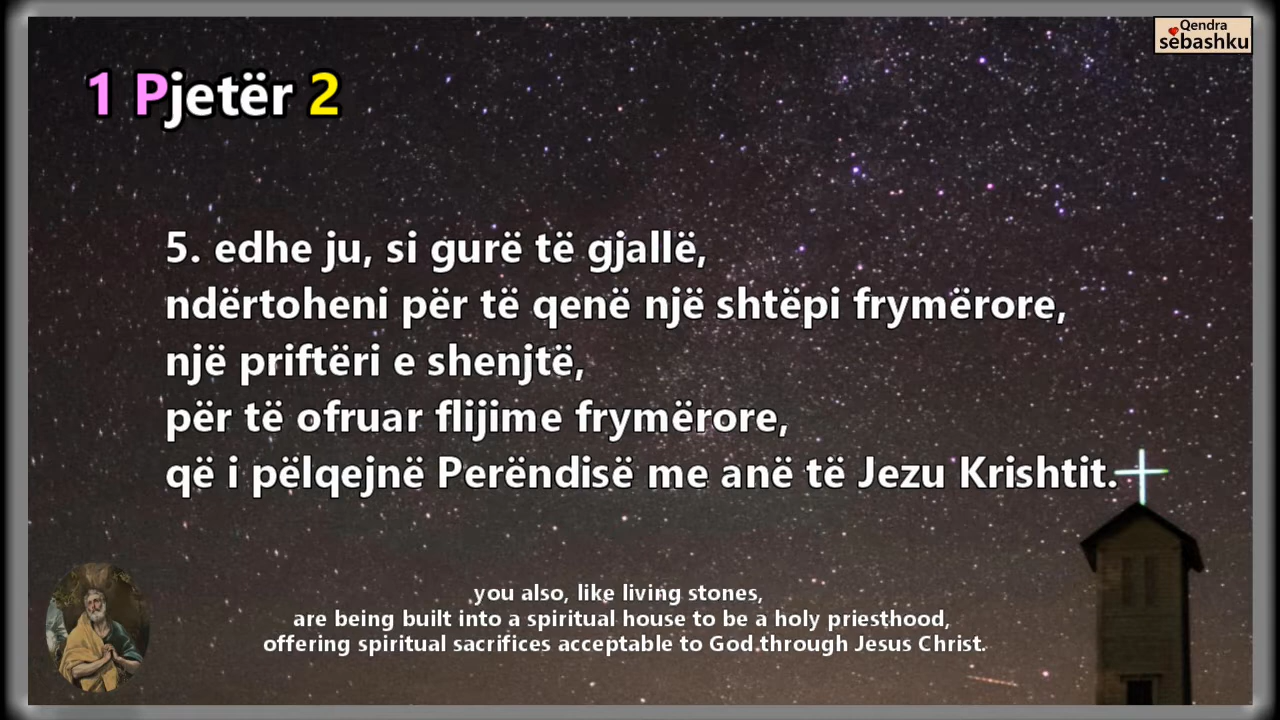 Qendra
sëbashku
1 Pjetër 2
5. edhe ju, si gurë të gjallë,
ndërtoheni për të qenë një shtëpi frymërore,
një priftëri e shenjtë,
për të ofruar flijime frymërore,
që i pëlqejnë Perëndisë me anë të Jezu Krishtit.
you also, like living stones,
are being built into a spiritual house to be a holy priesthood,
offering spiritual sacrifices acceptable to God through Jesus Christ.